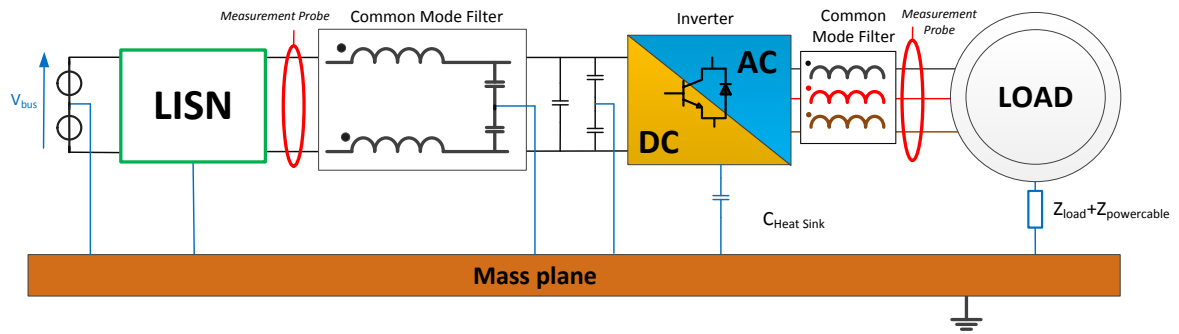 Measurement Probe
Common Mode Filter
Inverter
Common
Mode Filter
Measurement
Probe
Vbus
LISN
AC
DC
LOAD
CHeat Sink
Zload+Zpowercable
Mass plane